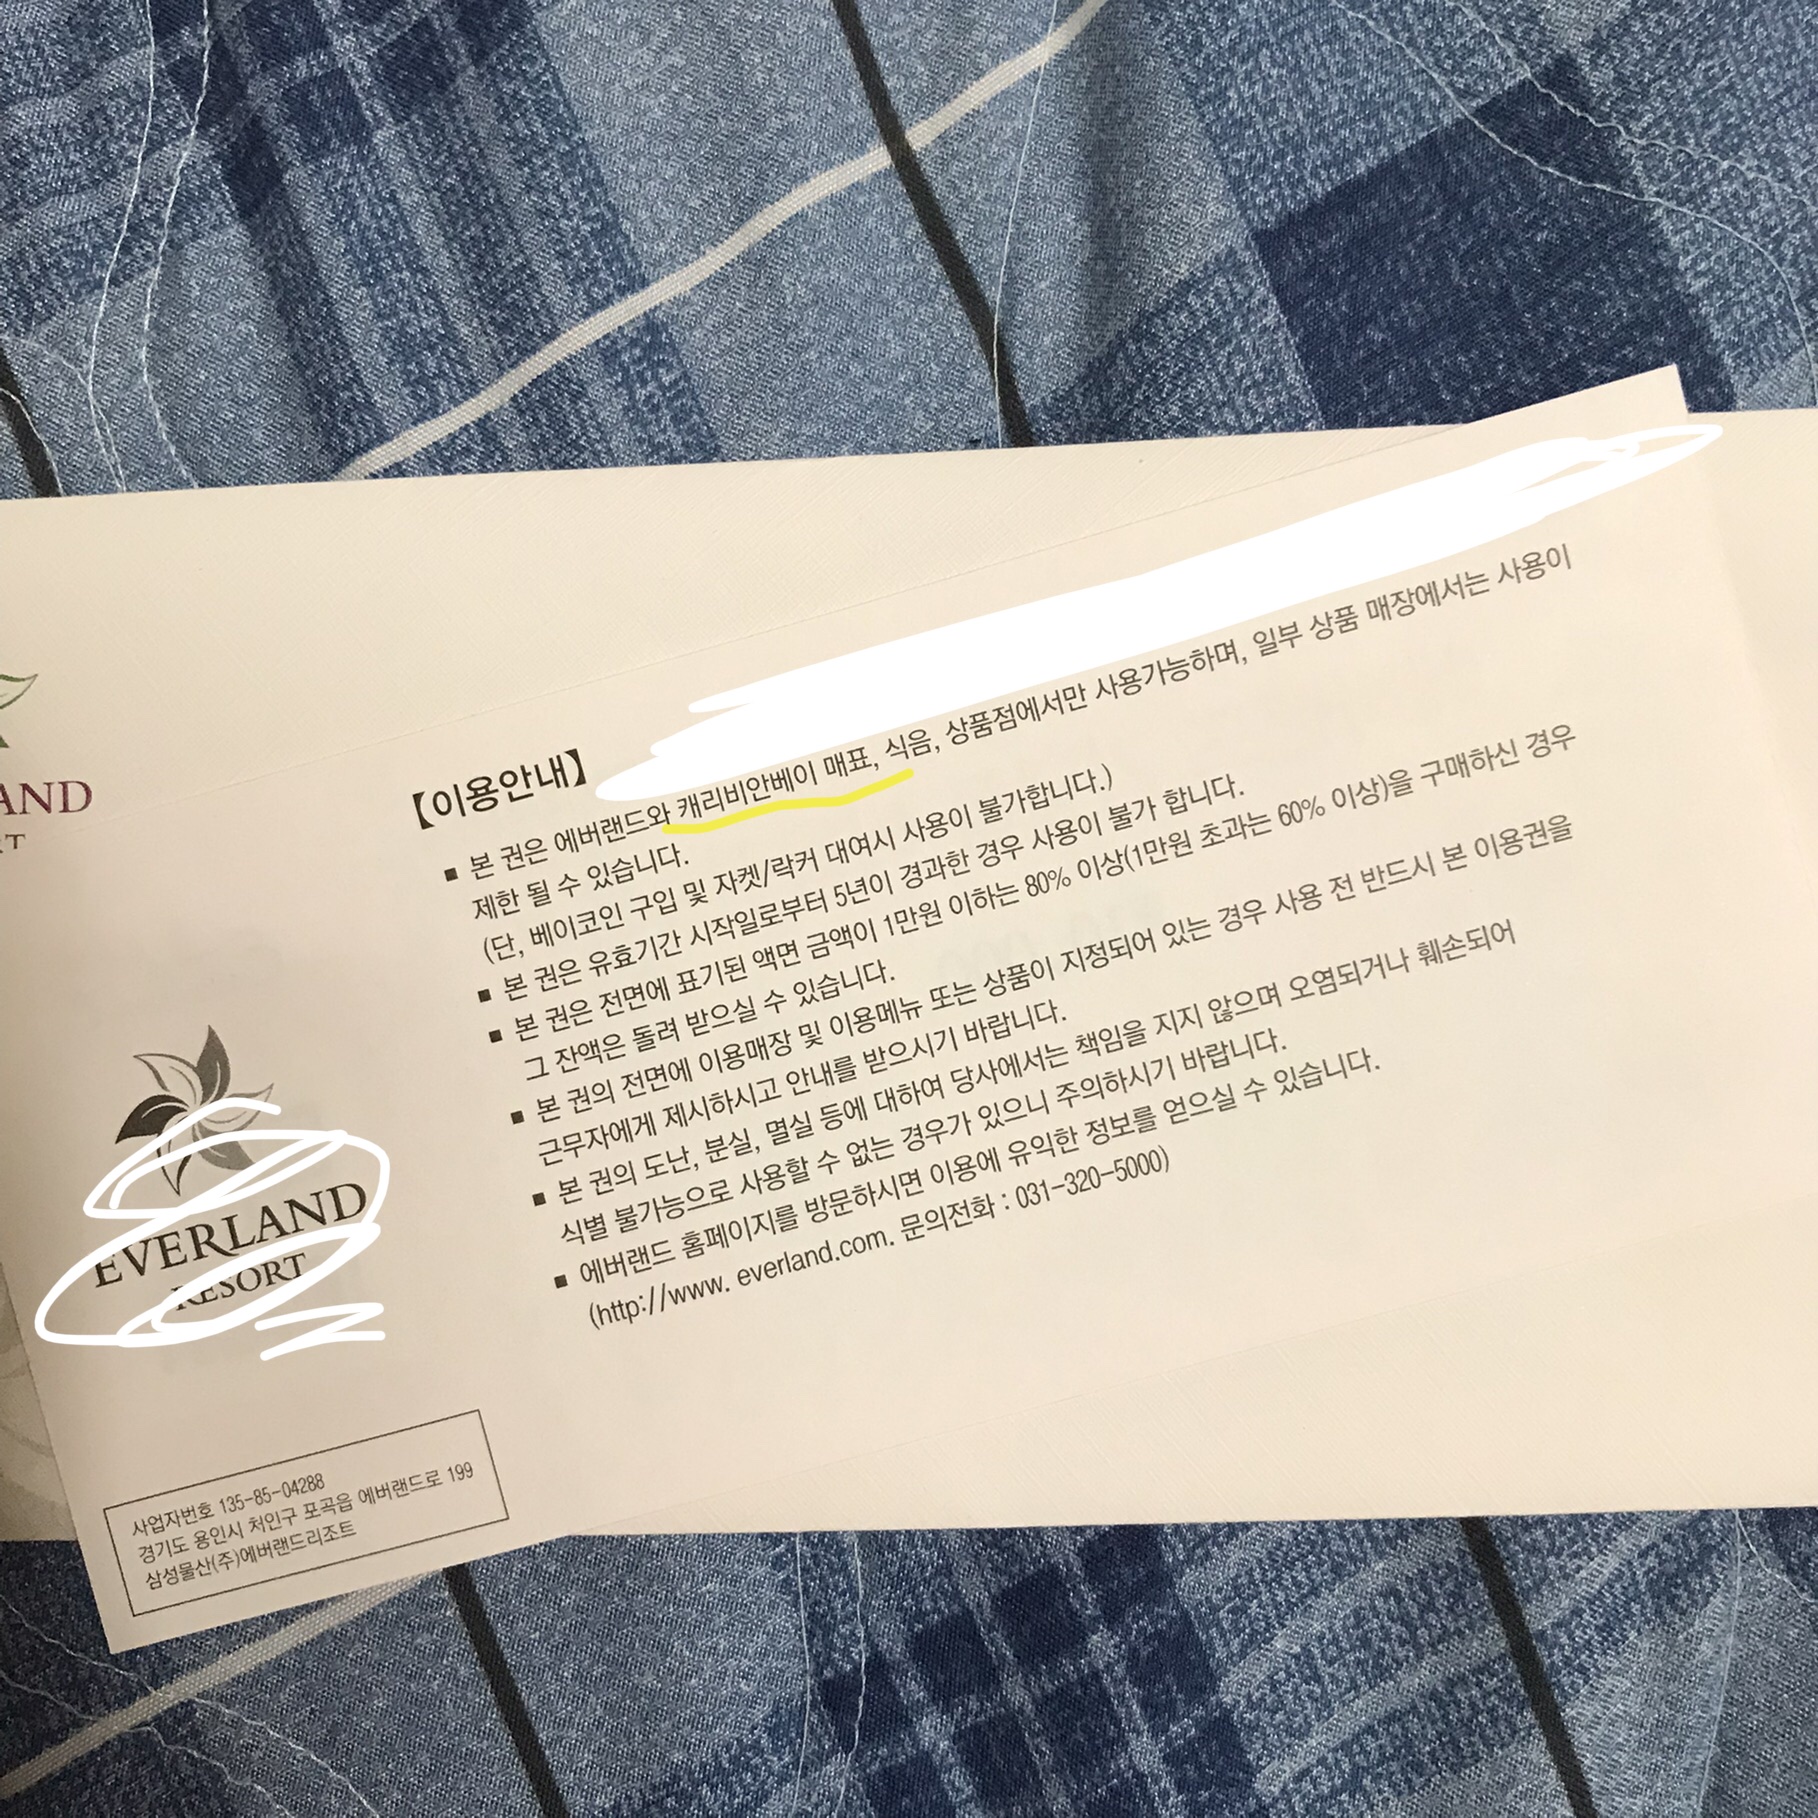 AND
RT
【이용안내】
■ 본 권은 에버랜드와 캐리비안베이 매표, 식음, 상품점에서만 사용가능하며, 일부 상품 매장에서는 사용이
제한 될 수 있습니다.
(단, 베이코인 구입 및 자켓/락커 대여시 사용이 불가합니다.)
■ 본 권은 유효기간 시작일로부터 5년이 경과한 경우 사용이 불가 합니다.
■ 본 권은 전면에 표기된 액면 금액이 1만원 이하는 80% 이상(1만원 초과는 60% 이상)을 구매하신 경우
그 잔액은 돌려 받으실 수 있습니다.
■ 본 권의 전면에 이용매장 및 이용메뉴 또는 상품이 지정되어 있는 경우 사용 전 반드시 본 이용권을
근무자에게 제시하시고 안내를 받으시기 바랍니다.
■ 본 권의 도난, 분실, 멸실 등에 대하여 당사에서는 책임을 지지 않으며 오염되거나 훼손되어
식별 불가능으로 사용할 수 없는 경우가 있으니 주의하시기 바랍니다.
■ 에버랜드 홈페이지를 방문하시면 이용에 유익한 정보를 얻으실 수 있습니다.
(http://www. everland.com. 문의전화 : 031-320-5000)
EVERLAND
RESORT
사업자번호 135-85-04288
경기도 용인시 처인구 포곡읍 에버랜드로 199
삼성물산(주)에버랜드리조트